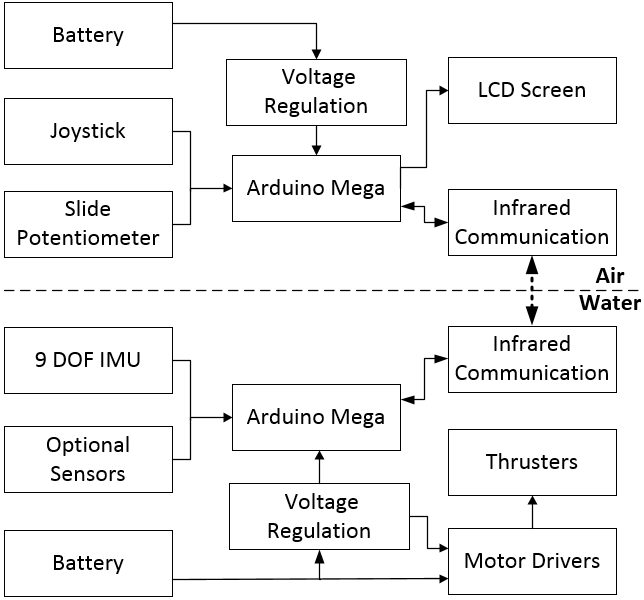 Battery
Voltage
Regulation
LCD Screen
Joystick
Arduino Mega
Slide
Potentiometer
Infrared
Communication
Air
Water
9 DOF IMU
Infrared
Communication
Arduino Mega
Optional
Sensors
Thrusters
Voltage
Regulation
Battery
Motor Drivers